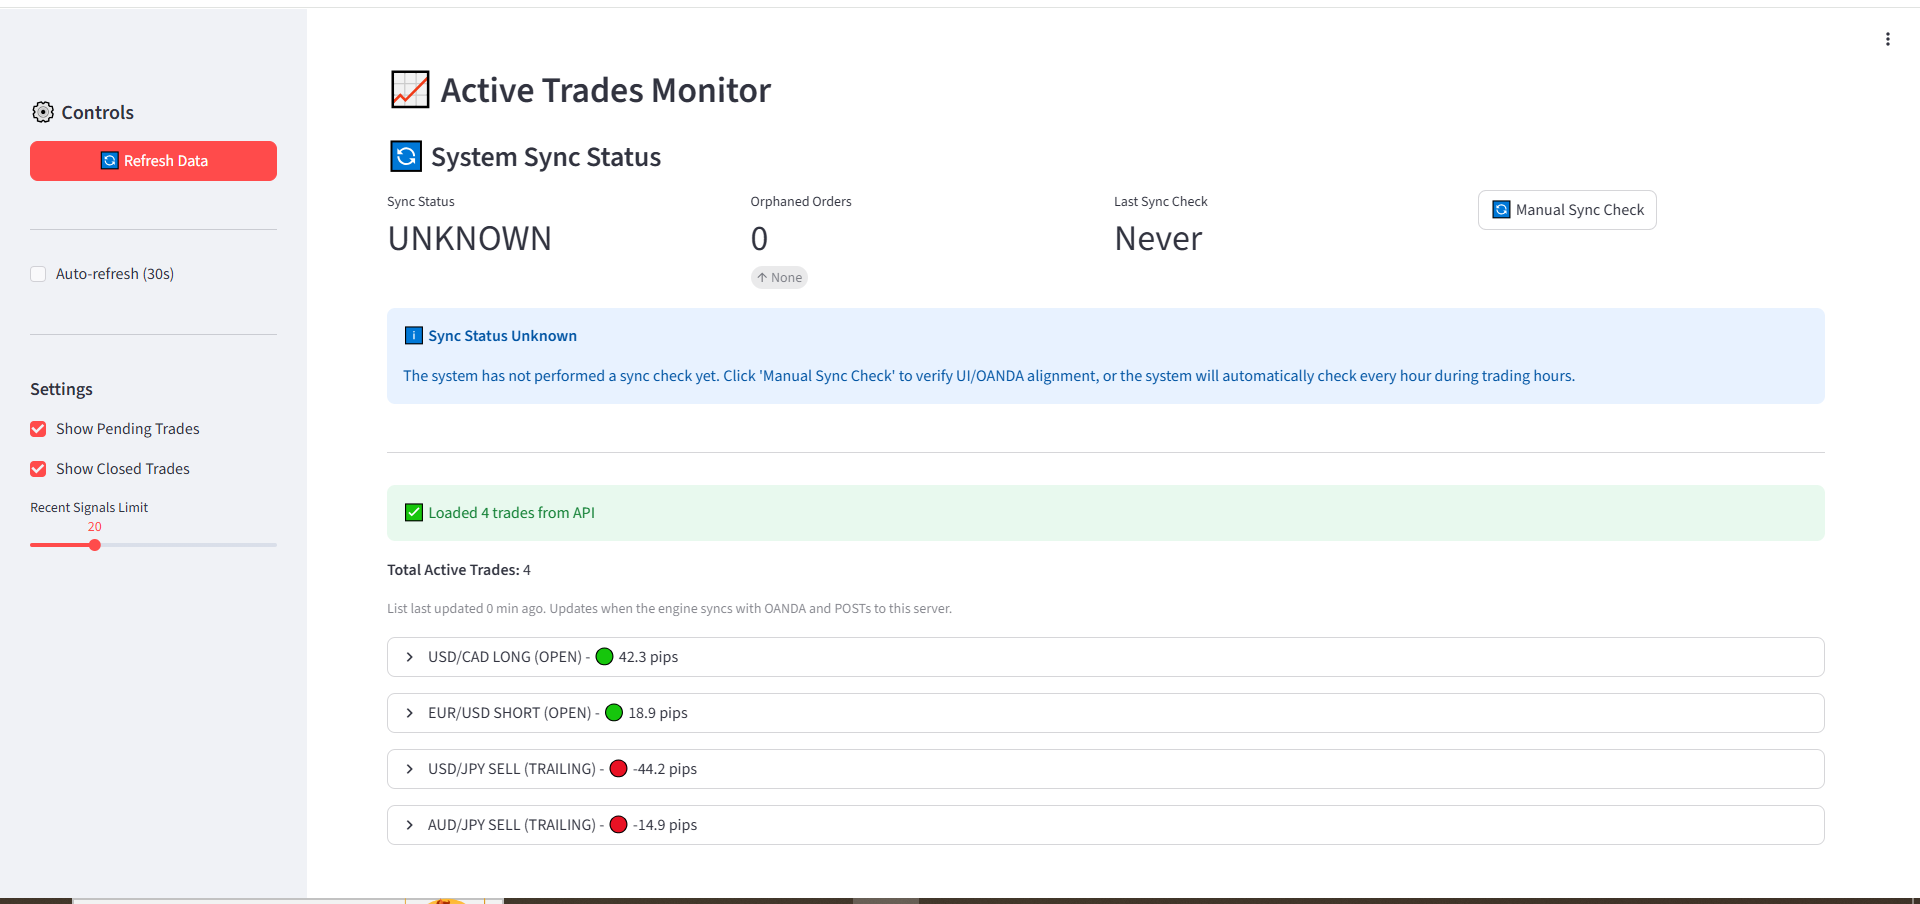 Controls
Refresh Data
Auto-refresh (30s)
Settings
Show Pending Trades
Show Closed Trades
Recent Signals Limit
20
Active Trades Monitor
System Sync Status
Sync Status
UNKNOWN
Orphaned Orders
0
↑ None
Last Sync Check
Never
Manual Sync Check
Sync Status Unknown
The system has not performed a sync check yet. Click 'Manual Sync Check' to verify UI/OANDA alignment, or the system will automatically check every hour during trading hours.
Loaded 4 trades from API
Total Active Trades: 4
List last updated 0 min ago. Updates when the engine syncs with OANDA and POSTs to this server.
USD/CAD LONG (OPEN) - 42.3 pips
EUR/USD SHORT (OPEN) - 18.9 pips
USD/JPY SELL (TRAILING) - -44.2 pips
AUD/JPY SELL (TRAILING) - -14.9 pips